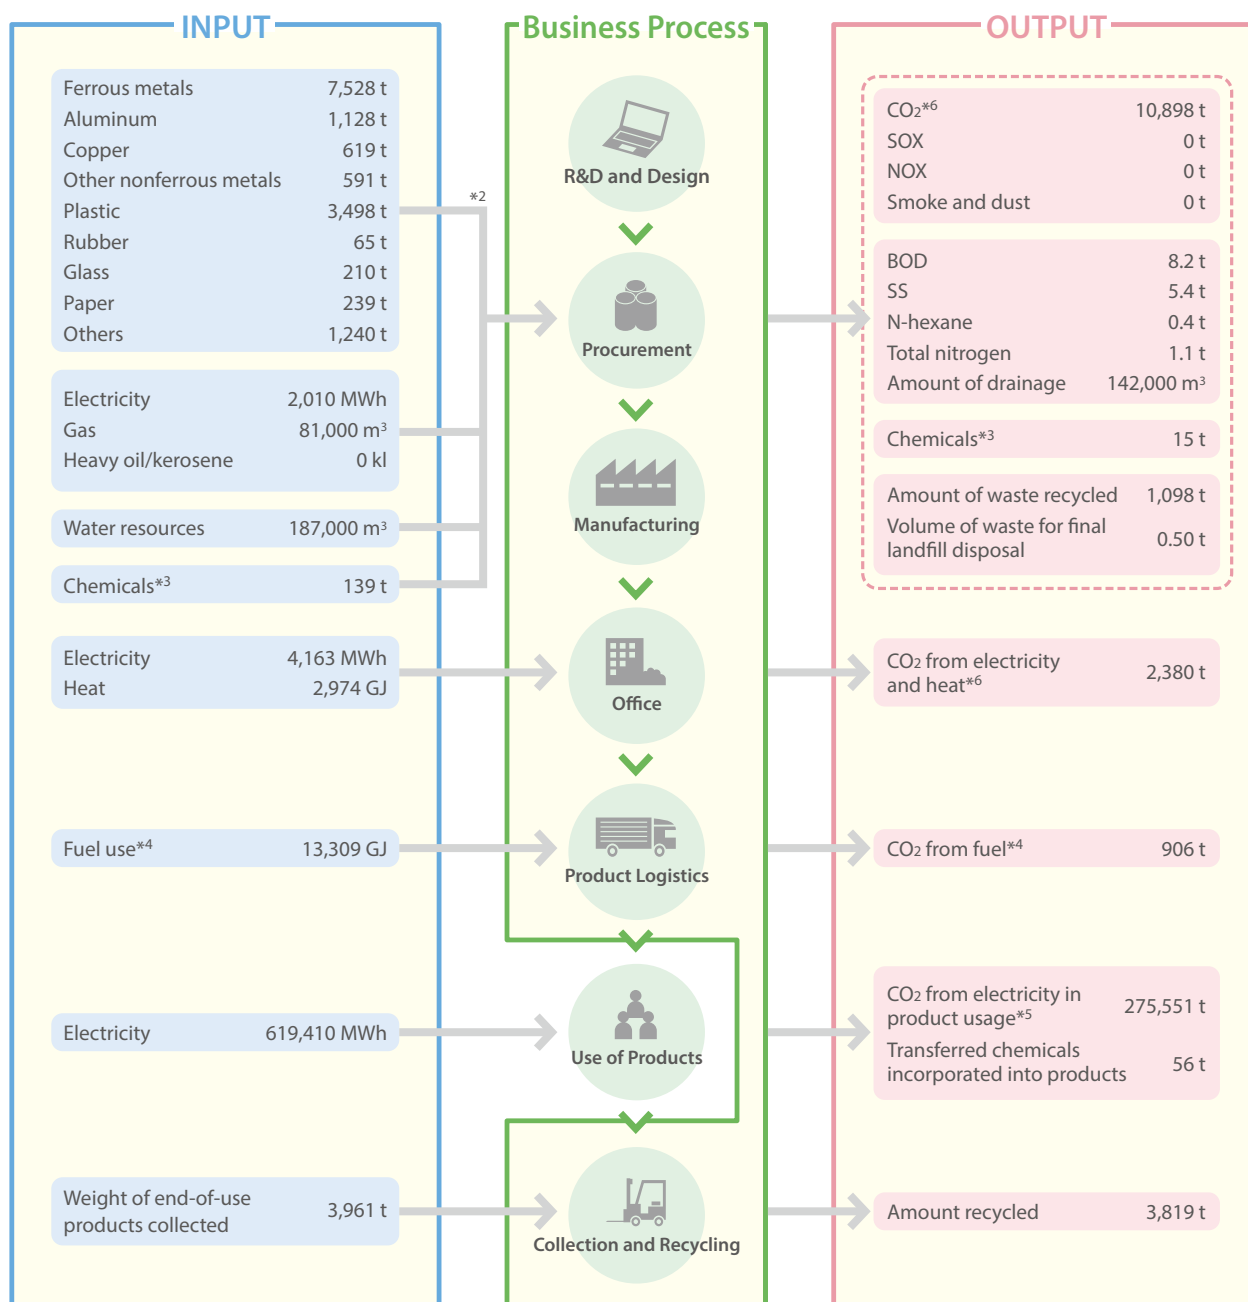 INPUT
Ferrous metals 7,528 t
Aluminum 1,128 t
Copper 619 t
Other nonferrous metals 591 t
Plastic 3,498 t
Rubber 65 t
Glass 210 t
Paper 239 t
Others 1,240 t
*2
Electricity 2,010 MWh
Gas 81,000 m³
Heavy oil/kerosene 0 kl
Water resources 187,000 m³
Chemicals*3 139 t
Electricity 4,163 MWh
Heat 2,974 GJ
Fuel use*4 13,309 GJ
Electricity 619,410 MWh
Weight of end-of-use
products collected 3,961 t
Business Process
R&D and Design
Procurement
Manufacturing
Office
Product Logistics
Use of Products
Collection and Recycling
OUTPUT
CO₂*6 10,898 t
SOX 0 t
NOX 0 t
Smoke and dust 0 t
BOD 8.2 t
SS 5.4 t
N-hexane 0.4 t
Total nitrogen 1.1 t
Amount of drainage 142,000 m³
Chemicals*3 15 t
Amount of waste recycled 1,098 t
Volume of waste for final
landfill disposal 0.50 t
CO₂ from electricity
and heat*6 2,380 t
CO₂ from fuel*4 906 t
CO₂ from electricity in
product usage*5 275,551 t
Transferred chemicals
incorporated into products 56 t
Amount recycled 3,819 t